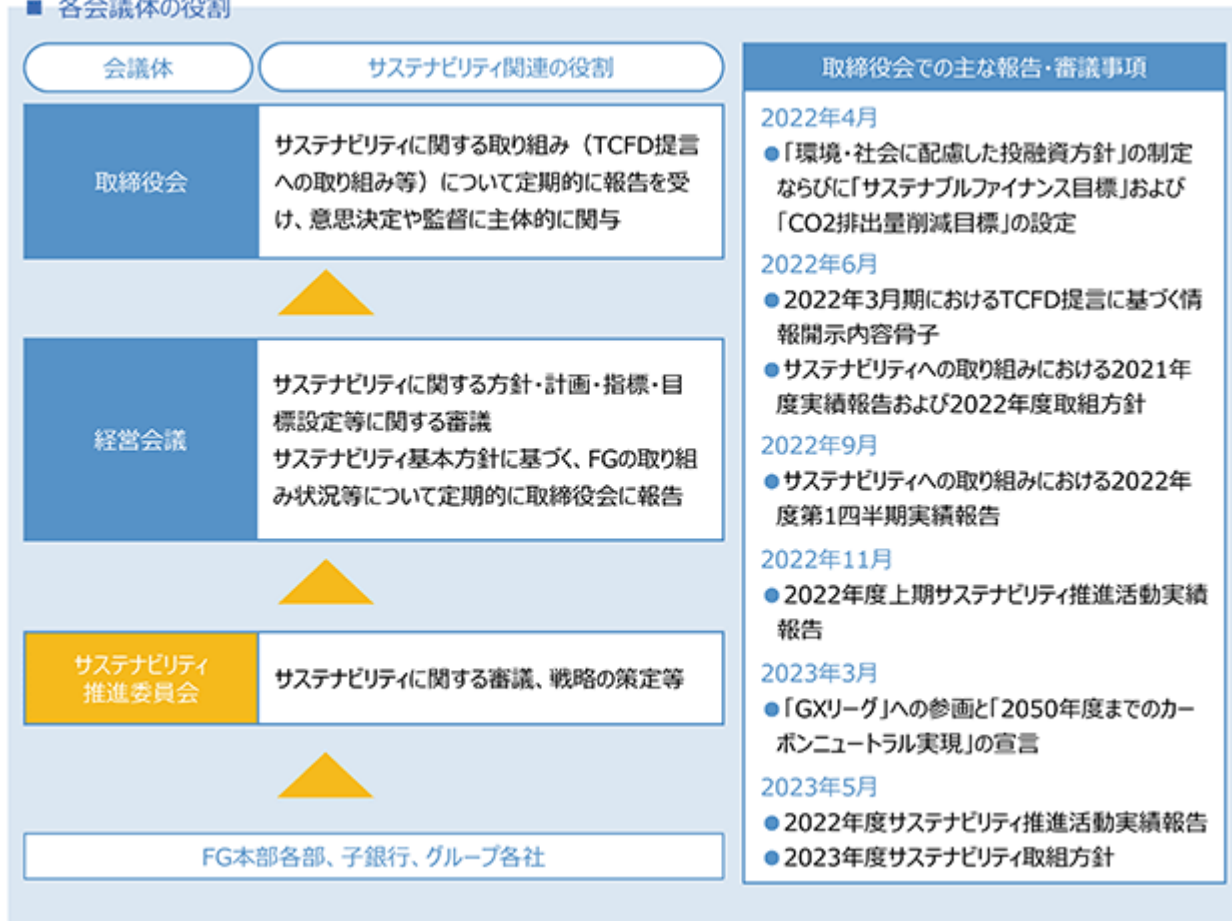 ■ 各会議体の役割
会議体
サステナビリティ関連の役割
取締役会
サステナビリティに関する取り組み（TCFD提言
への取り組み等）について定期的に報告を受
け、意思決定や監督に主体的に関与
経営会議
サステナビリティに関する方針・計画・指標・目
標設定等に関する審議
サステナビリティ基本方針に基づく、FGの取り組
み状況等について定期的に取締役会に報告
サステナビリティ
推進委員会
サステナビリティに関する審議、戦略の策定等
FG本部各部、子銀行、グループ各社
取締役会での主な報告・審議事項
2022年4月
●「環境・社会に配慮した投融資方針」の制定
ならびに「サステナブルファイナンス目標」および
「CO2排出量削減目標」の設定
2022年6月
●2022年3月期におけるTCFD提言に基づく情
報開示内容骨子
●サステナビリティへの取り組みにおける2021年
度実績報告および2022年度取組方針
2022年9月
●サステナビリティへの取り組みにおける2022年
度第1四半期実績報告
2022年11月
●2022年度上期サステナビリティ推進活動実績
報告
2023年3月
●「GXリーグ」への参画と「2050年度までのカー
ボンニュートラル実現」の宣言
2023年5月
●2022年度サステナビリティ推進活動実績報告
●2023年度サステナビリティ取組方針